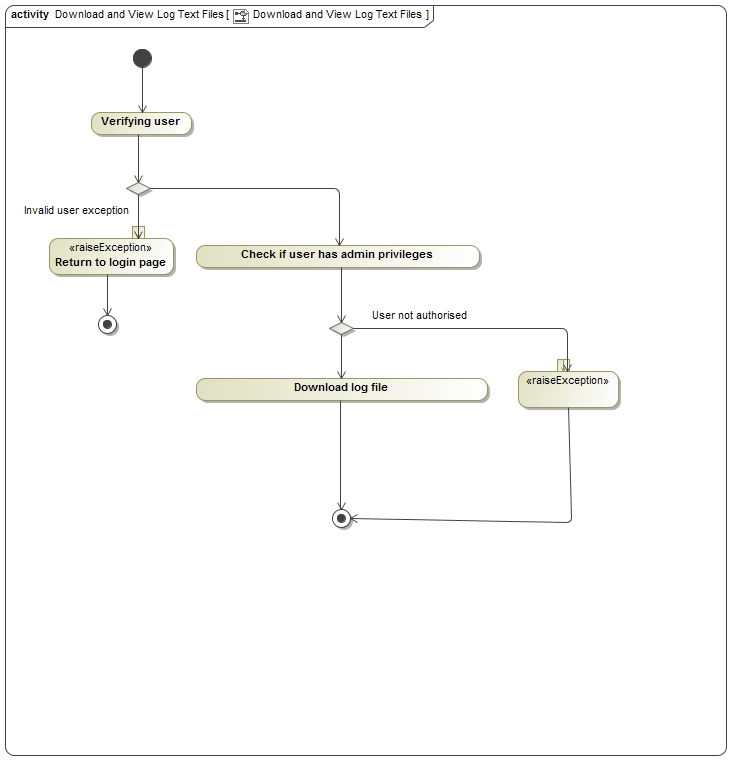 activity Download and View Log Text Files [ Download and View Log Text Files ]
Verifying user
Invalid user exception
«raiseException»
Return to login page
Check if user has admin privileges
User not authorised
«raiseException»
Download log file